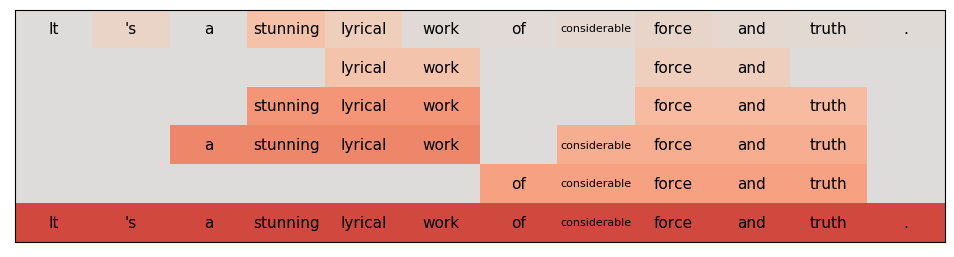 It 's a stunning lyrical work of considerable force and truth .
lyrical work force and
stunning lyrical work force and truth
a stunning lyrical work considerable force and truth
of considerable force and truth
It 's a stunning lyrical work of considerable force and truth .